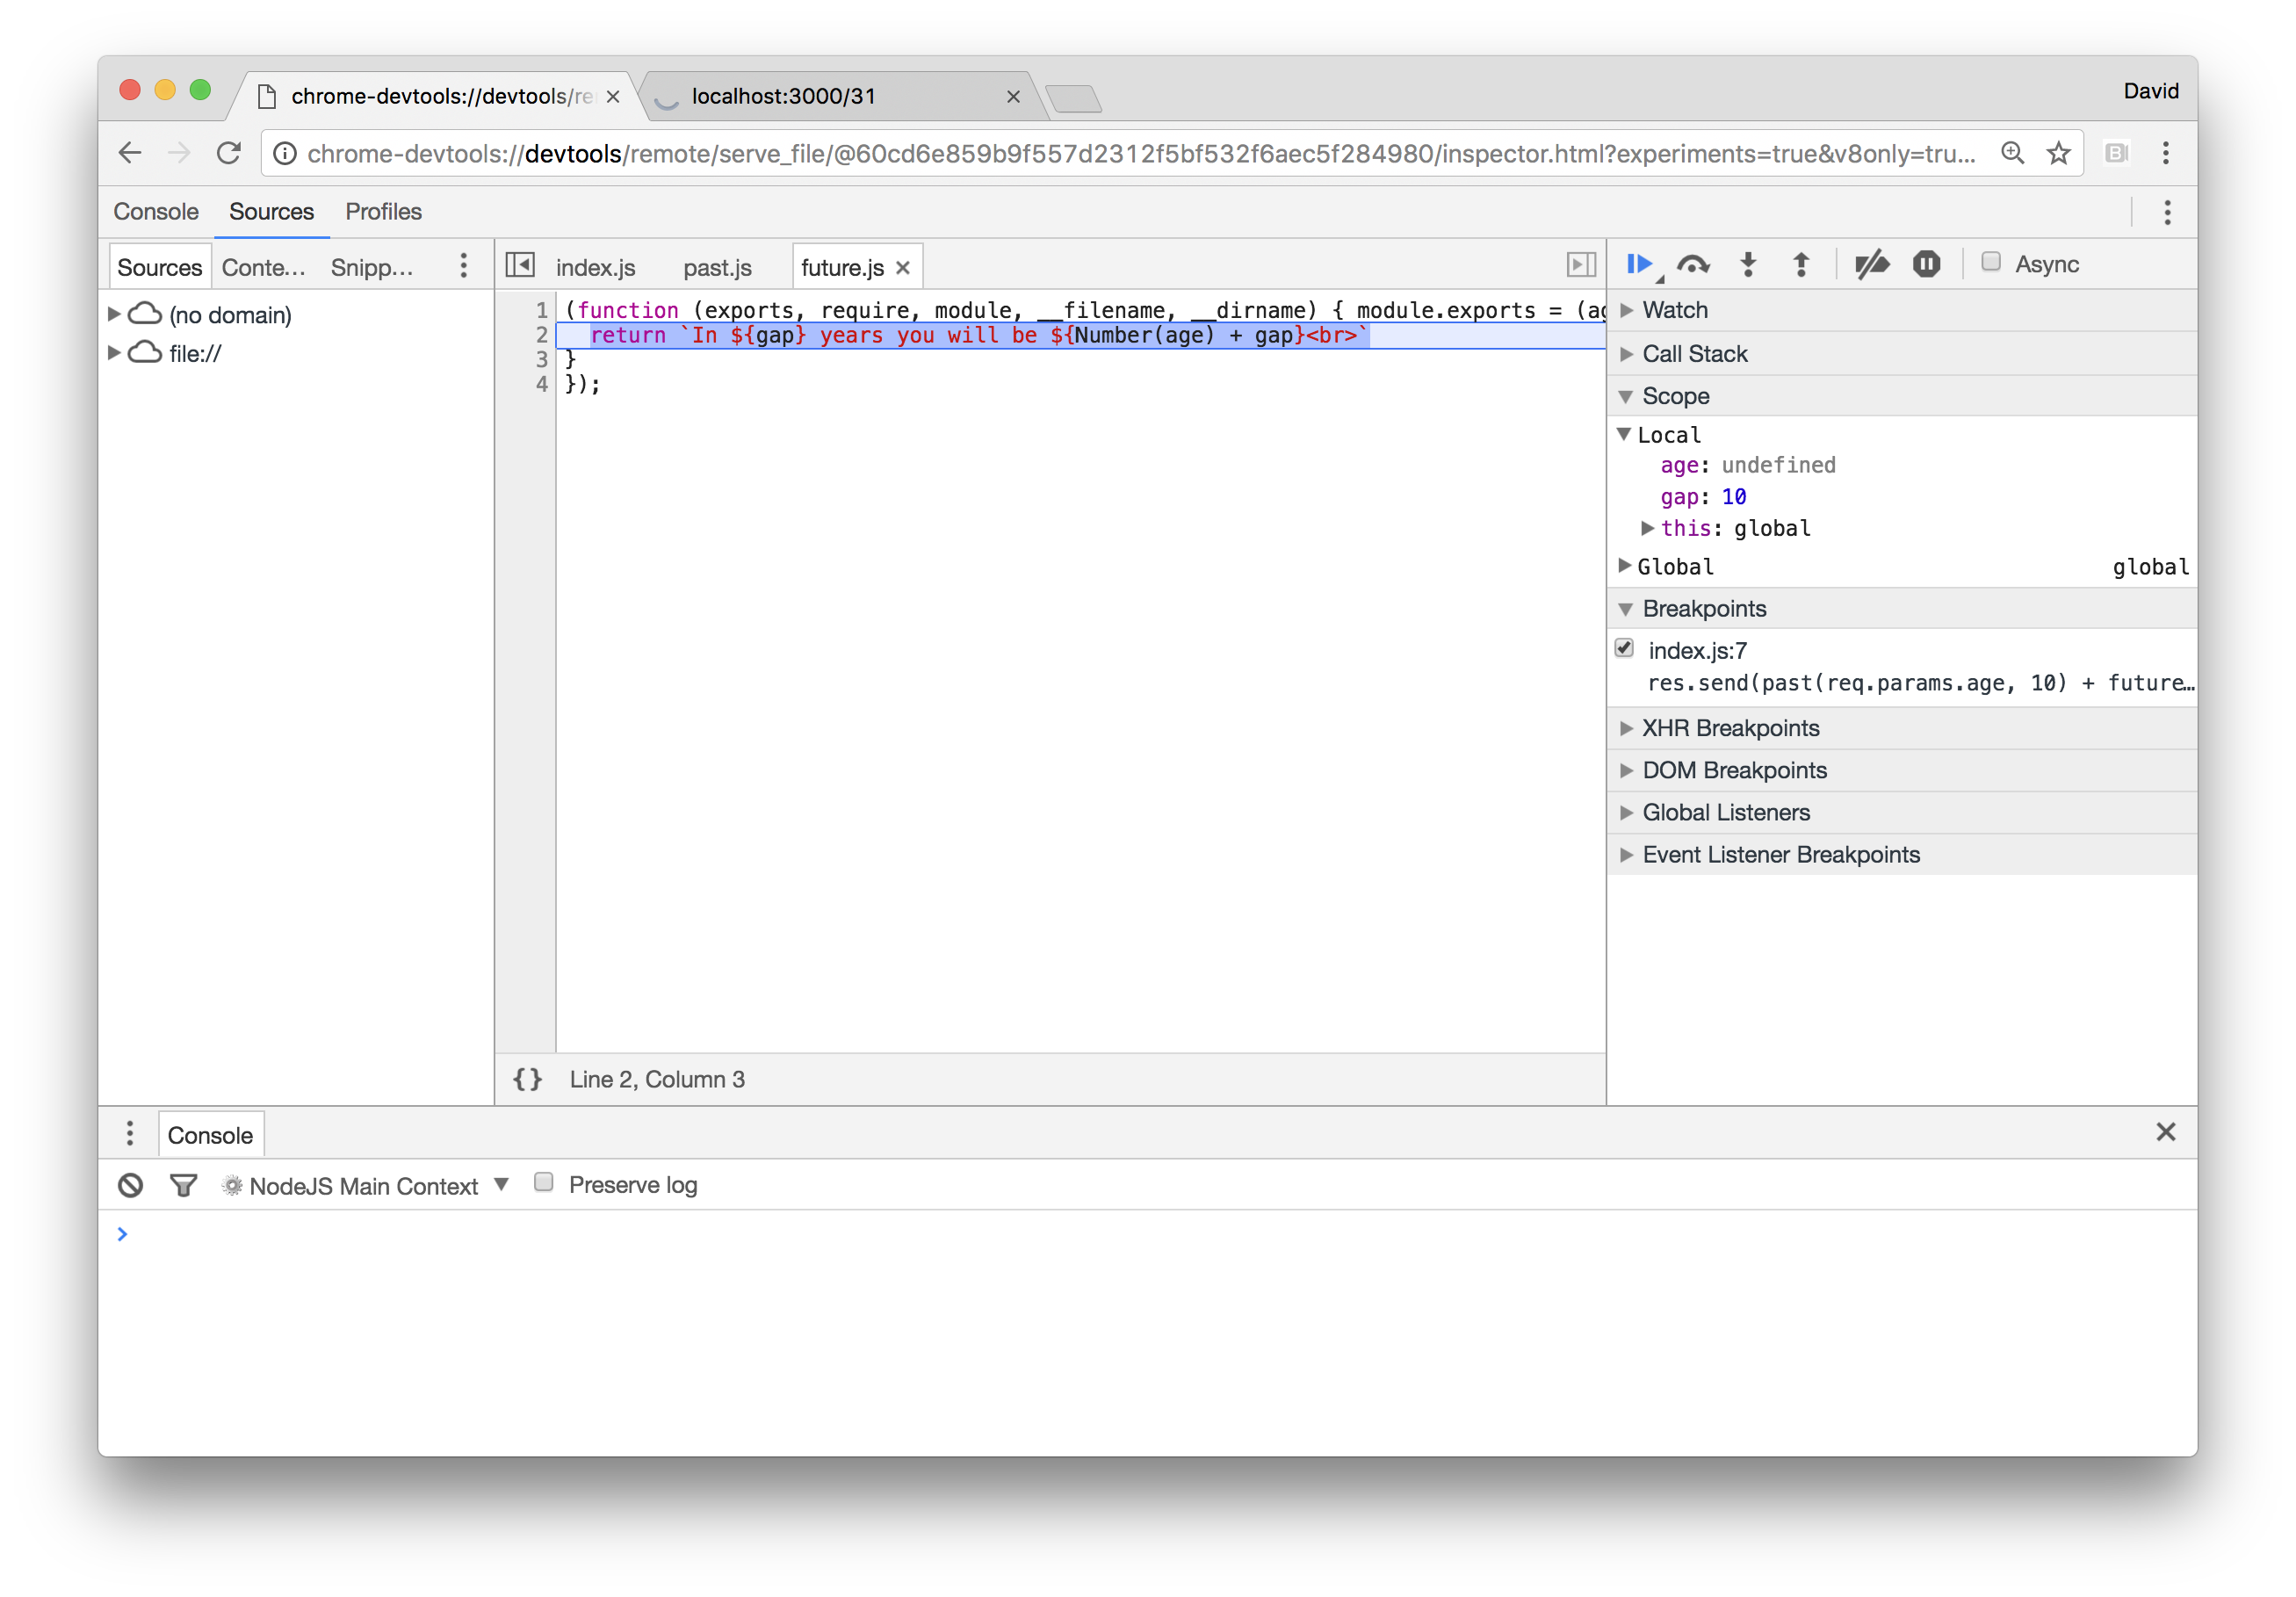 chrome-devtools://devtools/re
localhost:3000/31
David
chrome-devtools://devtools/remote/serve_file/@60cd6e859b9f557d2312f5bf532f6aec5f284980/inspector.html?experiments=true&v8only=tru...
Console Sources Profiles
Sources Conte... Snipp...
(no domain)
file://
index.js past.js future.js
1 (function (exports, require, module, __filename, __dirname) { module.exports = (ag
2 return `In ${gap} years you will be ${Number(age) + gap}<br>`
3 }
4 });
{} Line 2, Column 3
Async
Watch
Call Stack
Scope
Local
age: undefined
gap: 10
this: global
Global global
Breakpoints
index.js:7
res.send(past(req.params.age, 10) + future…
XHR Breakpoints
DOM Breakpoints
Global Listeners
Event Listener Breakpoints
Console
NodeJS Main Context Preserve log